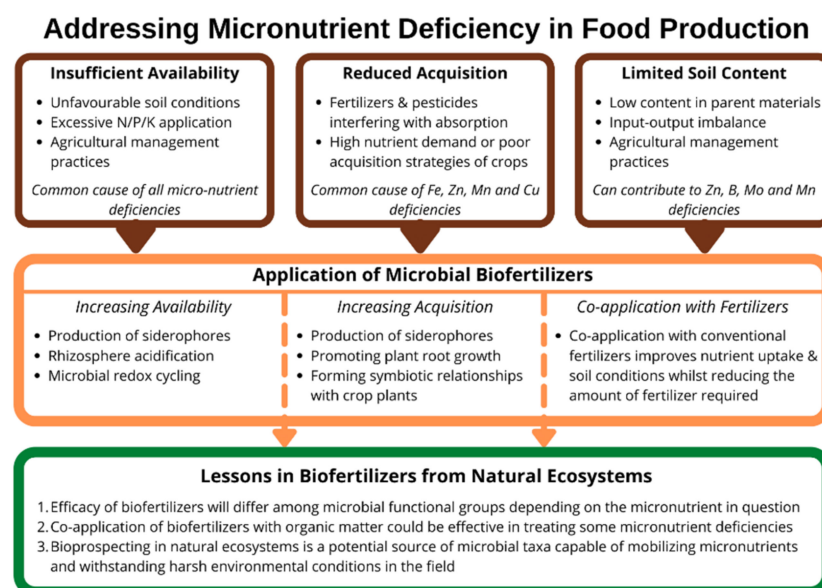 Addressing Micronutrient Deficiency in Food Production
Insufficient Availability
• Unfavourable soil conditions
• Excessive N/P/K application
• Agricultural management
practices
Common cause of all micro-nutrient
deficiencies
Reduced Acquisition
• Fertilizers & pesticides
interfering with absorption
• High nutrient demand or poor
acquisition strategies of crops
Common cause of Fe, Zn, Mn and Cu
deficiencies
Limited Soil Content
• Low content in parent materials
• Input-output imbalance
• Agricultural management
practices
Can contribute to Zn, B, Mo and Mn
deficiencies
Application of Microbial Biofertilizers
Increasing Availability
• Production of siderophores
• Rhizosphere acidification
• Microbial redox cycling
Increasing Acquisition
• Production of siderophores
• Promoting plant root growth
• Forming symbiotic relationships
with crop plants
Co-application with Fertilizers
• Co-application with conventional
fertilizers improves nutrient uptake &
soil conditions whilst reducing the
amount of fertilizer required
Lessons in Biofertilizers from Natural Ecosystems
1. Efficacy of biofertilizers will differ among microbial functional groups depending on the micronutrient in question
2. Co-application of biofertilizers with organic matter could be effective in treating some micronutrient deficiencies
3. Bioprospecting in natural ecosystems is a potential source of microbial taxa capable of mobilizing micronutrients
and withstanding harsh environmental conditions in the field